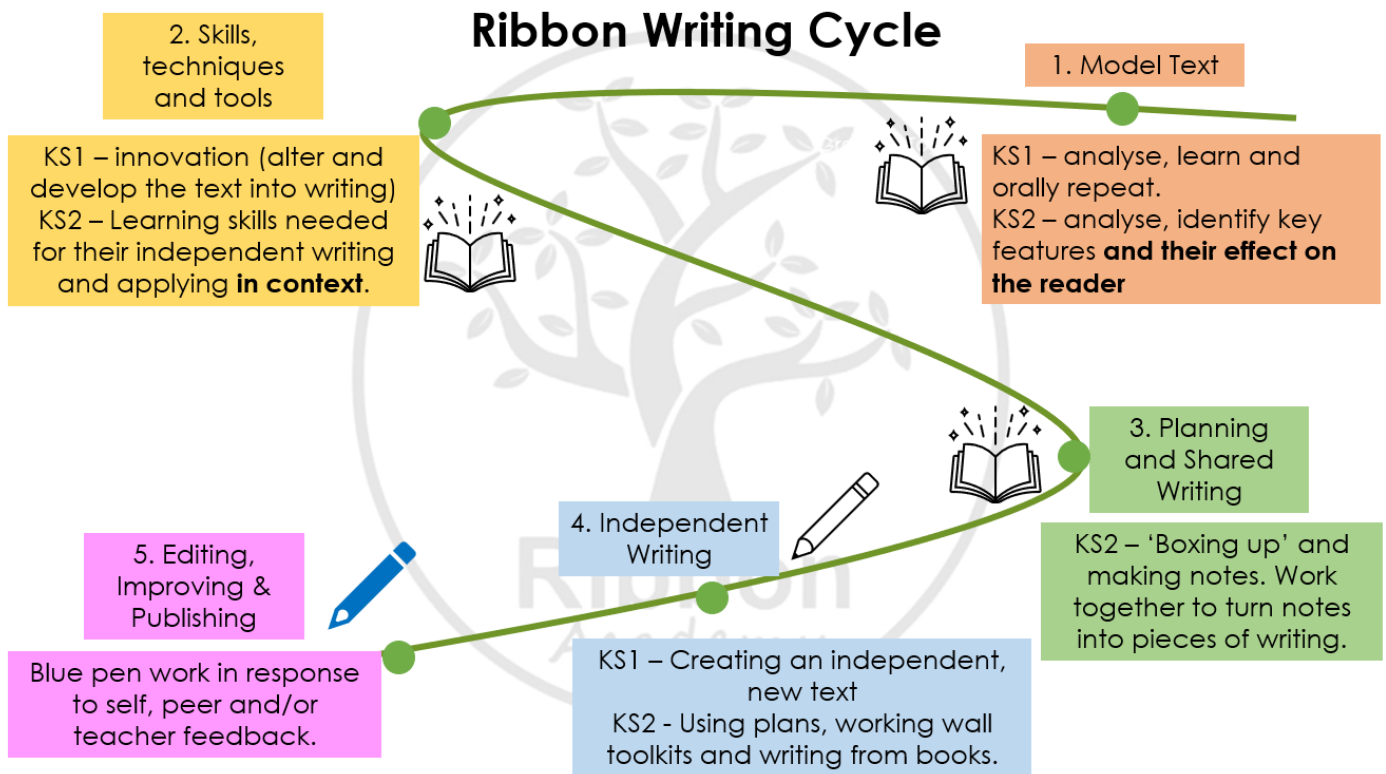 Ribbon Writing Cycle
1. Model Text
KS1 – analyse, learn and
orally repeat.
KS2 – analyse, identify key
features and their effect on
the reader
2. Skills,
techniques
and tools
KS1 – innovation (alter and
develop the text into writing)
KS2 – Learning skills needed
for their independent writing
and applying in context.
3. Planning
and Shared
Writing
KS2 – ‘Boxing up’ and
making notes. Work
together to turn notes
into pieces of writing.
4. Independent
Writing
KS1 – Creating an independent,
new text
KS2 - Using plans, working wall
toolkits and writing from books.
5. Editing,
Improving &
Publishing
Blue pen work in response
to self, peer and/or
teacher feedback.
Ribbon
Academy